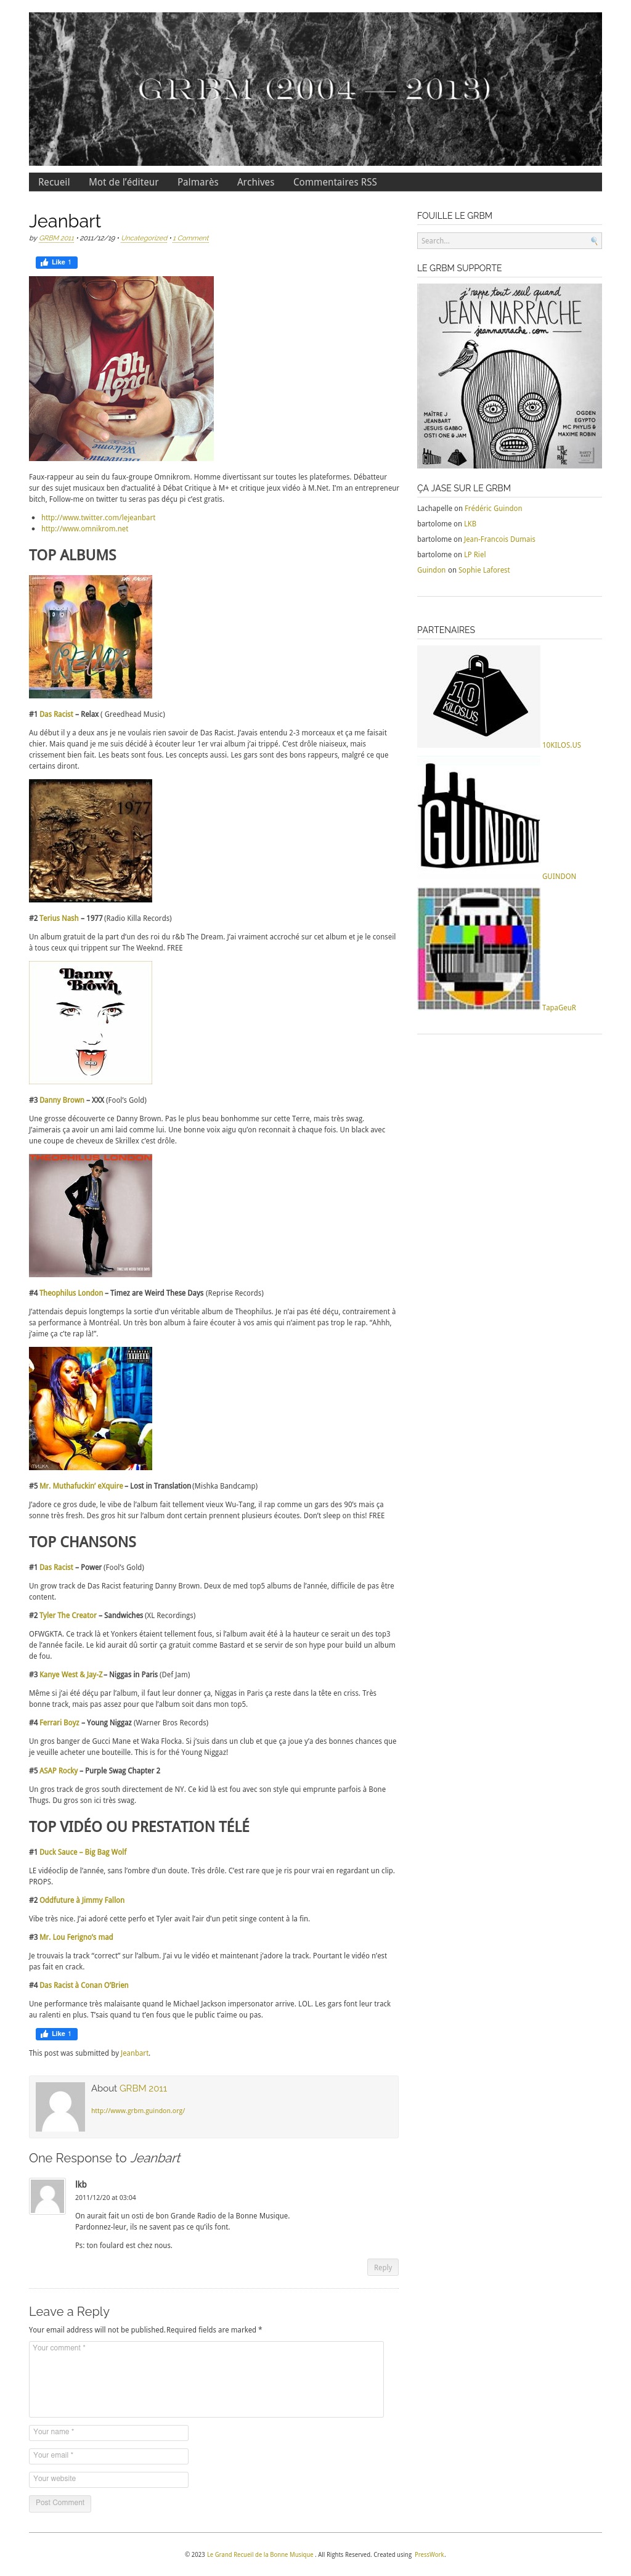 GRBM (2004 — 2013)
Recueil Mot de l'éditeur Palmarès Archives Commentaires RSS
Jeanbart
by GRBM 2011 • 2011/12/19 • Uncategorized • 1 Comment
Like 1
Oh
Welcome
Faux-rappeur au sein du faux-groupe Omnikrom. Homme divertissant sur toutes les plateformes. Débatteur
sur des sujet musicaux d'actualité à Débat Critique à M+ et critique jeux vidéo à M.Net. I'm an entrepreneur
bitch, Follow-me on twitter tu seras pas déçu pi c'est gratis.
http://www.twitter.com/lejeanbart
http://www.omnikrom.net
TOP ALBUMS
#1 Das Racist – Relax ( Greedhead Music)
Au début il y a deux ans je ne voulais rien savoir de Das Racist. J'avais entendu 2-3 morceaux et ça me faisait
chier. Mais quand je me suis décidé à écouter leur 1er vrai album j'ai trippé. C'est drôle niaiseux, mais
crissement bien fait. Les beats sont fous. Les concepts aussi. Les gars sont des bons rappeurs, malgré ce que
certains diront.
1977
#2 Terius Nash – 1977 (Radio Killa Records)
Un album gratuit de la part d'un des roi du r&b The Dream. J'ai vraiment accroché sur cet album et je le conseil
à tous ceux qui trippent sur The Weeknd. FREE
Danny
Brown
#3 Danny Brown – XXX (Fool's Gold)
Une grosse découverte ce Danny Brown. Pas le plus beau bonhomme sur cette Terre, mais très swag.
J'aimerais ça avoir un ami laid comme lui. Une bonne voix aigu qu'on reconnait à chaque fois. Un black avec
une coupe de cheveux de Skrillex c'est drôle.
THEOPHILUS LONDON
#4 Theophilus London – Timez are Weird These Days (Reprise Records)
J'attendais depuis longtemps la sortie d'un véritable album de Theophilus. Je n'ai pas été déçu, contrairement à
sa performance à Montréal. Un très bon album à faire écouter à vos amis qui n'aiment pas trop le rap. "Ahhh,
j'aime ça c'te rap là!".
#5 Mr. Muthafuckin' eXquire – Lost in Translation (Mishka Bandcamp)
J'adore ce gros dude, le vibe de l'album fait tellement vieux Wu-Tang, il rap comme un gars des 90's mais ça
sonne très fresh. Des gros hit sur l'album dont certain prennent plusieurs écoutes. Don't sleep on this! FREE
TOP CHANSONS
#1 Das Racist – Power (Fool's Gold)
Un grow track de Das Racist featuring Danny Brown. Deux de med top5 albums de l'année, difficile de pas être
content.
#2 Tyler The Creator – Sandwiches (XL Recordings)
OFWGKTA. Ce track là et Yonkers étaient tellement fous, si l'album avait été à la hauteur ce serait un des top3
de l'année facile. Le kid aurait dû sortir ça gratuit comme Bastard et se servir de son hype pour build un album
de fou.
#3 Kanye West & Jay-Z – Niggas in Paris (Def Jam)
Même si j'ai été déçu par l'album, il faut leur donner ça, Niggas in Paris ça reste dans la tête en criss. Très
bonne track, mais pas assez pour que l'album soit dans mon top5.
#4 Ferrari Boyz – Young Niggaz (Warner Bros Records)
Un gros banger de Gucci Mane et Waka Flocka. Si j'suis dans un club et que ça joue y'a des bonnes chances que
je veuille acheter une bouteille. This is for thé Young Niggaz!
#5 ASAP Rocky – Purple Swag Chapter 2
Un gros track de gros south directement de NY. Ce kid là est fou avec son style qui emprunte parfois à Bone
Thugs. Du gros son ici très swag.
TOP VIDÉO OU PRESTATION TÉLÉ
#1 Duck Sauce – Big Bag Wolf
LE vidéoclip de l'année, sans l'ombre d'un doute. Très drôle. C'est rare que je ris pour vrai en regardant un clip.
PROPS.
#2 Oddfuture à Jimmy Fallon
Vibe très nice. J'ai adoré cette perfo et Tyler avait l'air d'un petit singe content à la fin.
#3 Mr. Lou Ferigno's mad
Je trouvais la track "correct" sur l'album. J'ai vu le vidéo et maintenant j'adore la track. Pourtant le vidéo n'est
pas fait en crack.
#4 Das Racist à Conan O'Brien
Une performance très malaisante quand le Michael Jackson impersonator arrive. LOL. Les gars font leur track
au ralenti en plus. T'sais quand tu t'en fous que le public t'aime ou pas.
Like 1
This post was submitted by Jeanbart.
About GRBM 2011
http://www.grbm.guindon.org/
One Response to Jeanbart
lkb
2011/12/20 at 03:04
On aurait fait un osti de bon Grande Radio de la Bonne Musique.
Pardonnez-leur, ils ne savent pas ce qu'ils font.
Ps: ton foulard est chez nous.
Reply
Leave a Reply
Your email address will not be published. Required fields are marked *
Your comment *
Your name *
Your email *
Your website
Post Comment
FOUILLE LE GRBM
Search...
LE GRBM SUPPORTE
j'rappe tout seul quand
JEAN NARRACHE
jeannarrache.com
MAÎTRE J
JESUIS GABBO
OSTI ONE & JAM
OGDEN
EGYPTO
MC PHYLIS &
MAXIME ROBIN
ÇA JASE SUR LE GRBM
Lachapelle on Frédéric Guindon
bartolome on LKB
bartolome on Jean-Francois Dumais
bartolome on LP Riel
Guindon on Sophie Laforest
PARTENAIRES
10
KILOS.US
10KILOS.US
GUINDON
GUINDON
TapaGeuR
© 2023 Le Grand Recueil de la Bonne Musique . All Rights Reserved. Created using PressWork.